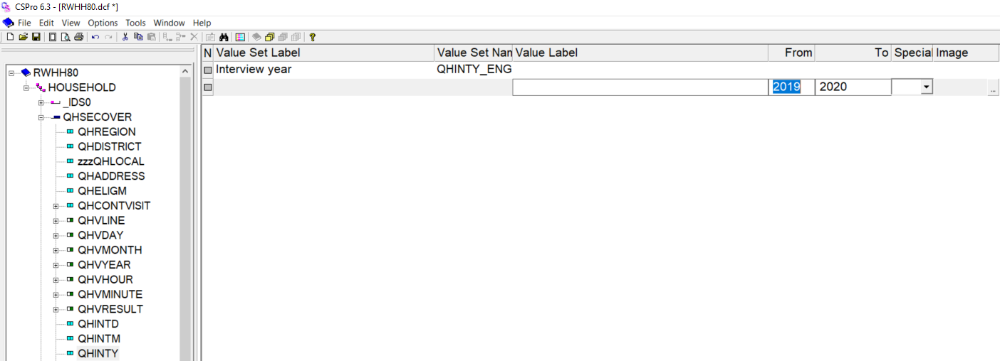 CSPro 6.3 - [RWHH80.dcf *]
File Edit View Options Tools Window Help
N Value Set Label Value Set Nan Value Label From To Special Image
Interview year QHINTY_ENG
2019 2020 ...
RWHH80
HOUSEHOLD
_IDS0
QHSECOVER
QHREGION
QHDISTRICT
zzzQHLOCAL
QHADDRESS
QHELIGM
QHCONTVISIT
QHVLINE
QHVDAY
QHVMONTH
QHVYEAR
QHVHOUR
QHVMINUTE
QHVRESULT
QHINTD
QHINTM
QHINTY